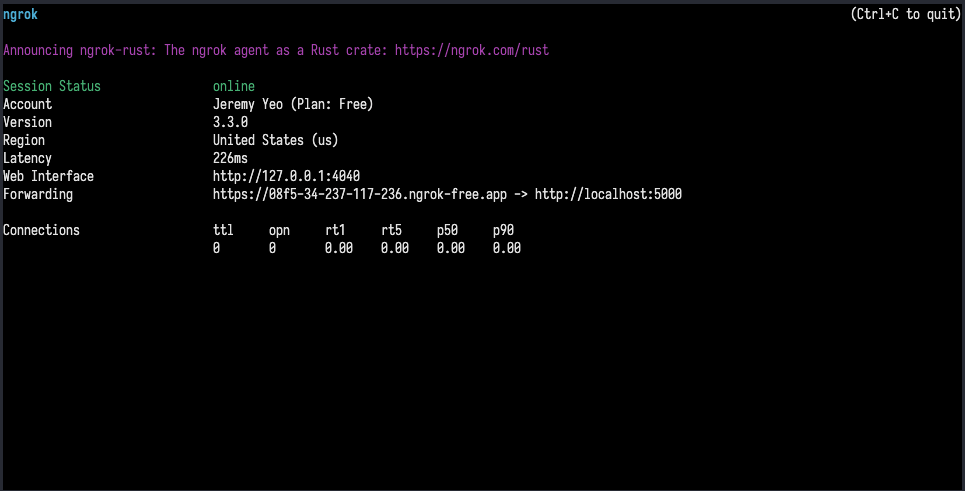 ngrok (Ctrl+C to quit)
Announcing ngrok-rust: The ngrok agent as a Rust crate: https://ngrok.com/rust
Session Status online
Account Jeremy Yeo (Plan: Free)
Version 3.3.0
Region United States (us)
Latency 226ms
Web Interface http://127.0.0.1:4040
Forwarding https://08f5-34-237-117-236.ngrok-free.app -> http://localhost:5000
Connections ttl opn rt1 rt5 p50 p90
0 0 0.00 0.00 0.00 0.00